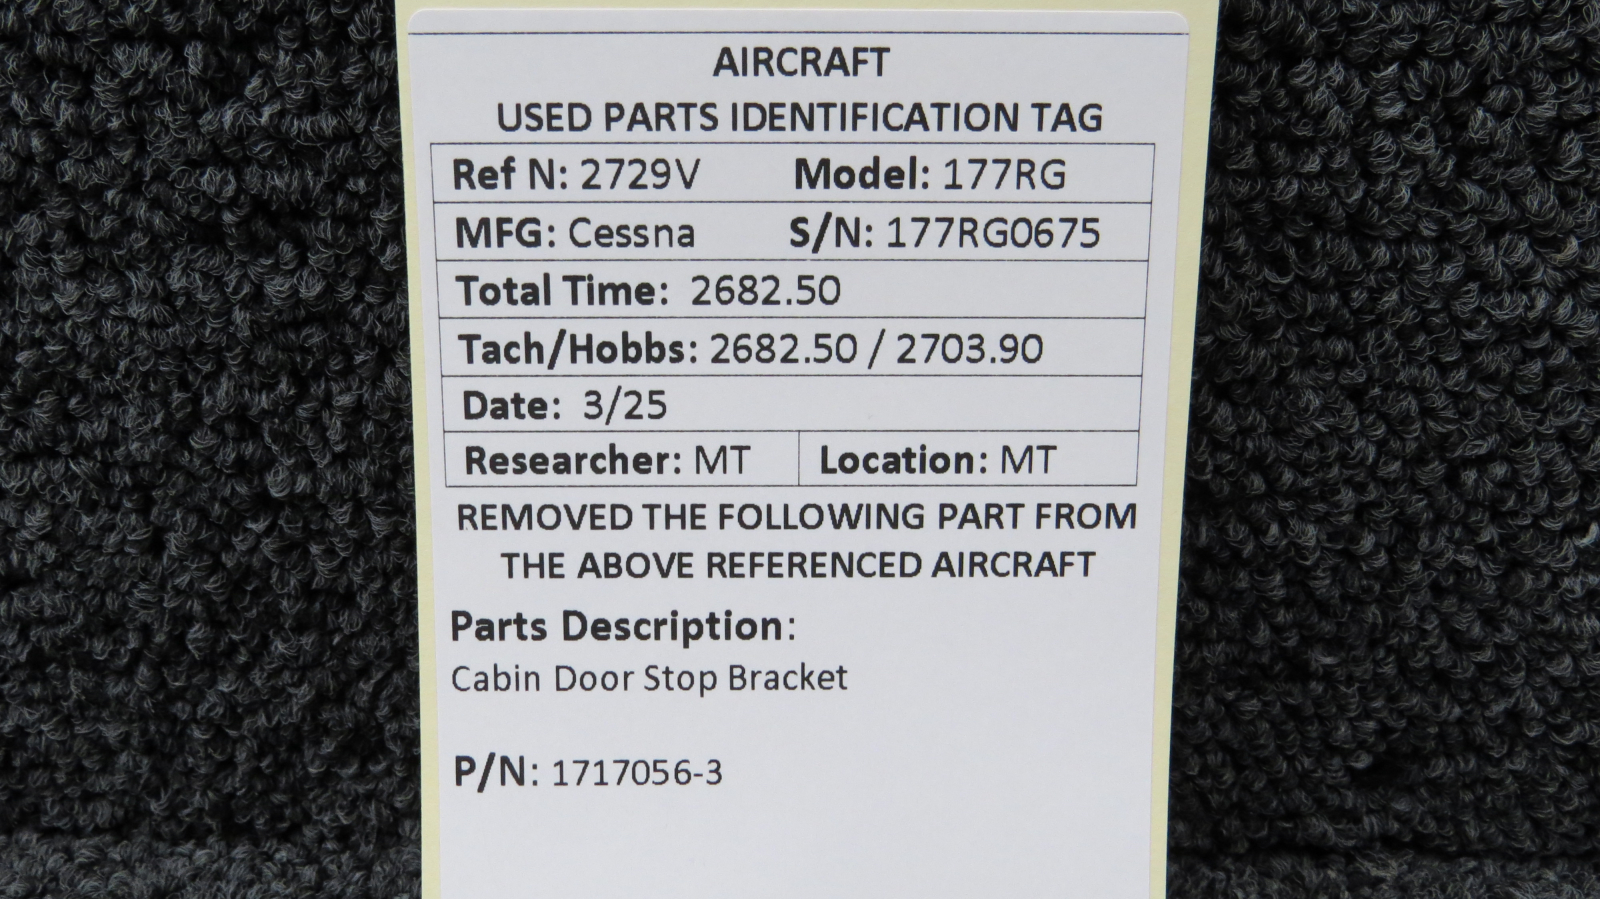 AIRCRAFT
USED PARTS IDENTIFICATION TAG
Ref N: 2729V Model: 177RG
MFG: Cessna S/N: 177RG0675
Total Time: 2682.50
Tach/Hobbs: 2682.50 / 2703.90
Date: 3/25
Researcher: MT Location: MT
REMOVED THE FOLLOWING PART FROM
THE ABOVE REFERENCED AIRCRAFT
Parts Description:
Cabin Door Stop Bracket
P/N: 1717056-3